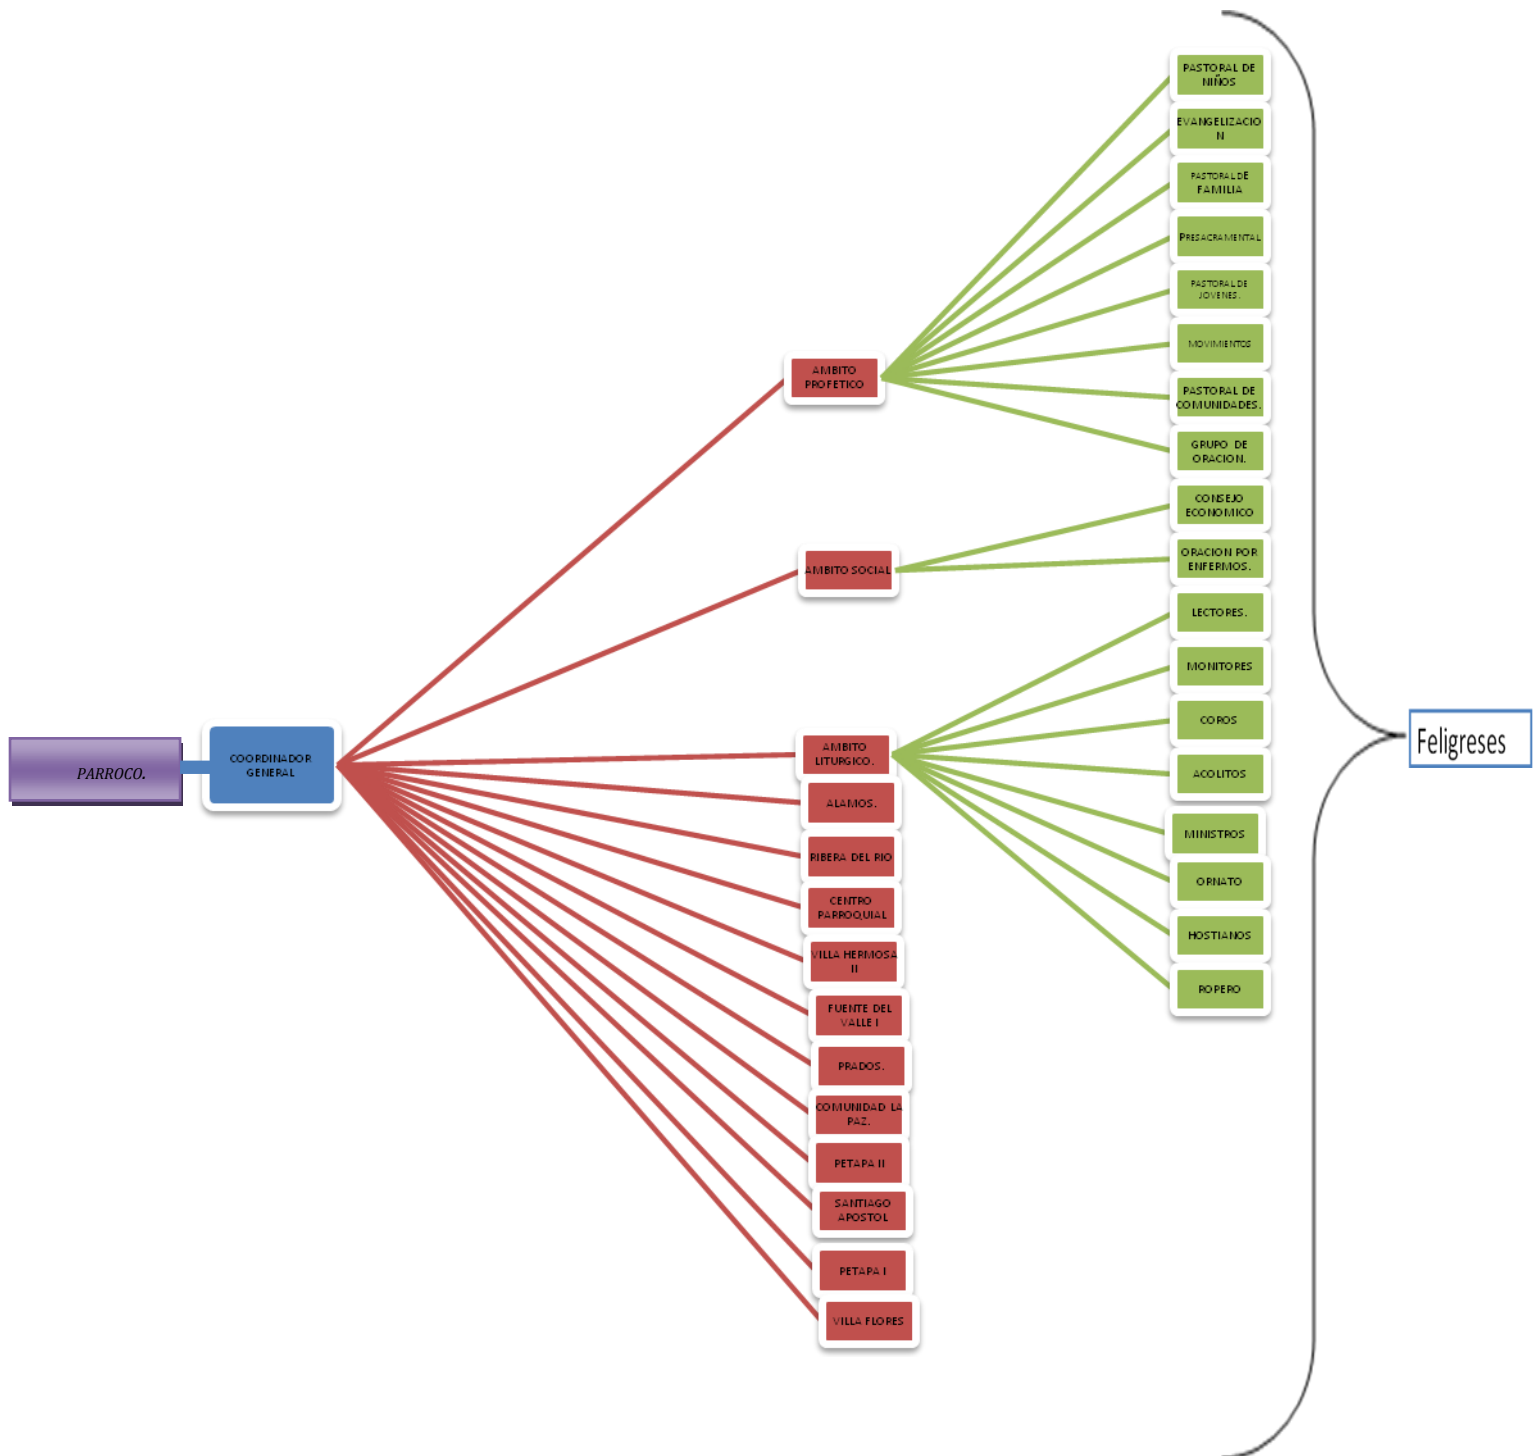 PARROCO.
COORDINADOR
GENERAL
AMBITO
PROFETICO
PASTORAL DE
NIÑOS
EVANGELIZACIO
N
PASTORAL DE
FAMILIA
PRESACRAMENTAL
PASTORAL DE
JOVENES.
MOVIMIENTOS
PASTORAL DE
COMUNIDADES.
GRUPO DE
ORACION.
AMBITO SOCIAL
CONSEJO
ECONOMICO
ORACION POR
ENFERMOS.
AMBITO
LITURGICO.
LECTORES.
MONITORES
COROS
ACOLITOS
MINISTROS
ORNATO
HOSTIANOS
ROPERO
ALAMOS.
RIBERA DEL RIO
CENTRO
PARROQUIAL
VILLA HERMOSA
II
FUENTE DEL
VALLE I
PRADOS.
COMUNIDAD LA
PAZ.
PETAPA II
SANTIAGO
APOSTOL
PETAPA I
VILLA FLORES
Feligreses